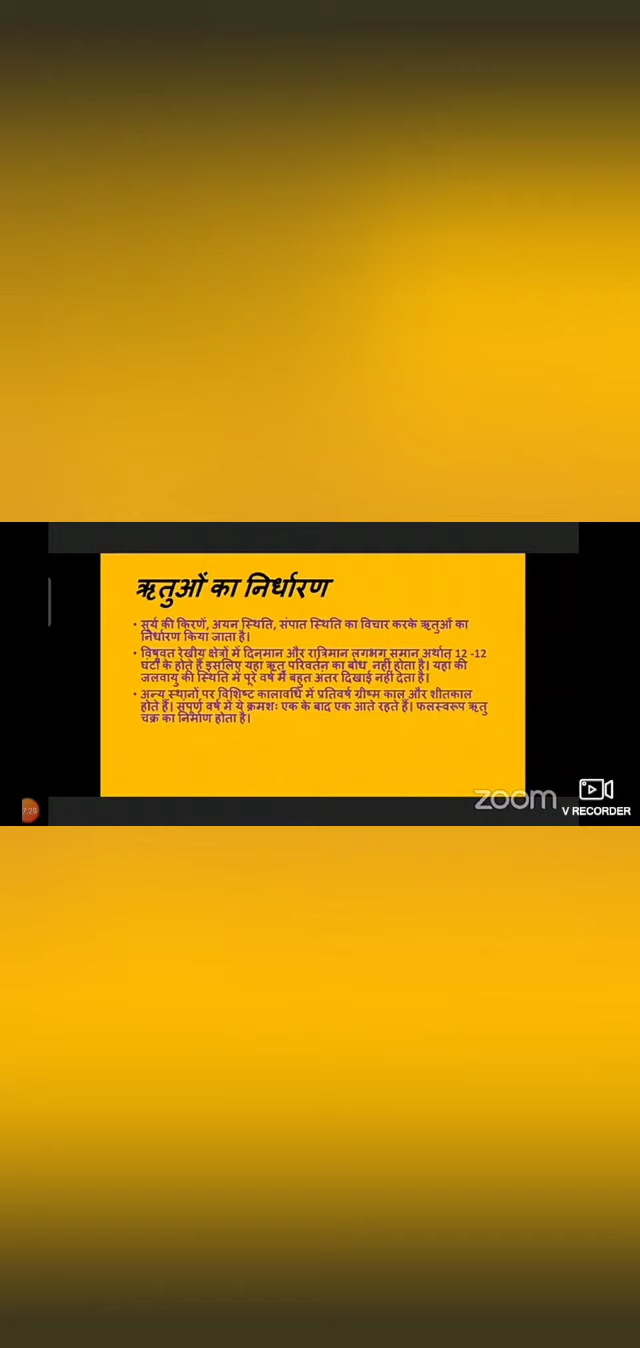 ऋतुओं का निर्धारण
• सूर्य की किरणें, अयन स्थिति, संपात स्थिति का विचार करके ऋतुओं का
निर्धारण किया जाता है।
• विषुवत रेखीय क्षेत्रों में दिनमान और रात्रिमान लगभग समान अर्थात् 12 -12
घंटों के होते हैं इसलिए यहां ऋतु परिवर्तन का बोध नहीं होता है। यहां की
जलवायु की स्थिति में पूरे वर्ष में बहुत अंतर दिखाई नहीं देता है।
• अन्य स्थानों पर विशिष्ट कालावधि में प्रतिवर्ष ग्रीष्म काल और शीतकाल
होते हैं। संपूर्ण वर्ष में ये क्रमशः एक के बाद एक आते रहते हैं। फलस्वरूप ऋतु
चक्र का निर्माण होता है।
zoom
V RECORDER
7:29